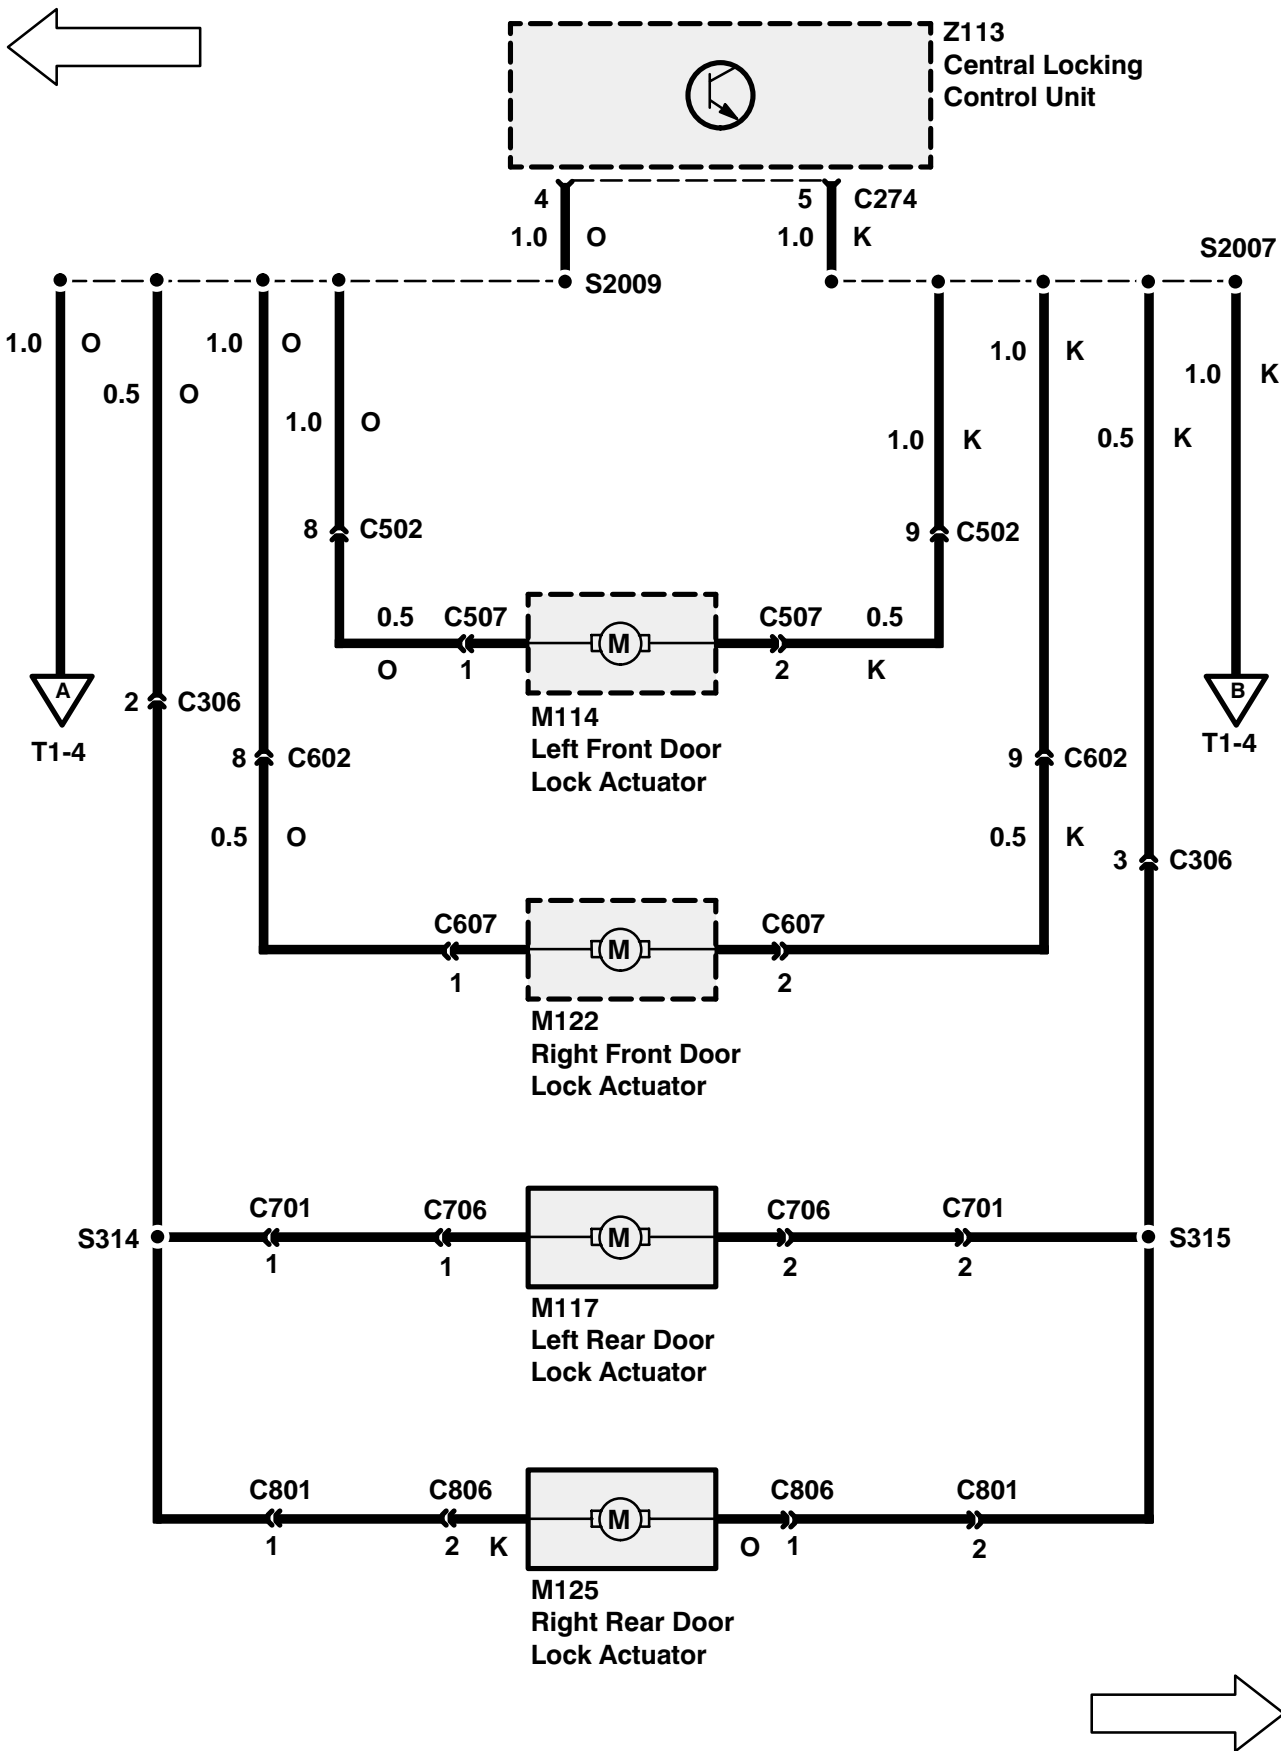 Z113
Central Locking
Control Unit
4
5 C274
1.0 O
1.0 K
S2007
S2009
1.0 O
1.0 O
1.0 K
1.0 K
0.5 O
1.0 O
1.0 K
0.5 K
8 C502
9 C502
0.5 C507
C507 0.5
O 1
M
2 K
A
B
2 C306
M114
Left Front Door
Lock Actuator
T1-4
T1-4
8 C602
9 C602
0.5 O
0.5 K
3 C306
C607
C607
M
1
2
M122
Right Front Door
Lock Actuator
C701
C706
C706
C701
S314
M
S315
1
1
2
2
M117
Left Rear Door
Lock Actuator
C801
C806
C806
C801
M
1
2 K
O 1
2
M125
Right Rear Door
Lock Actuator